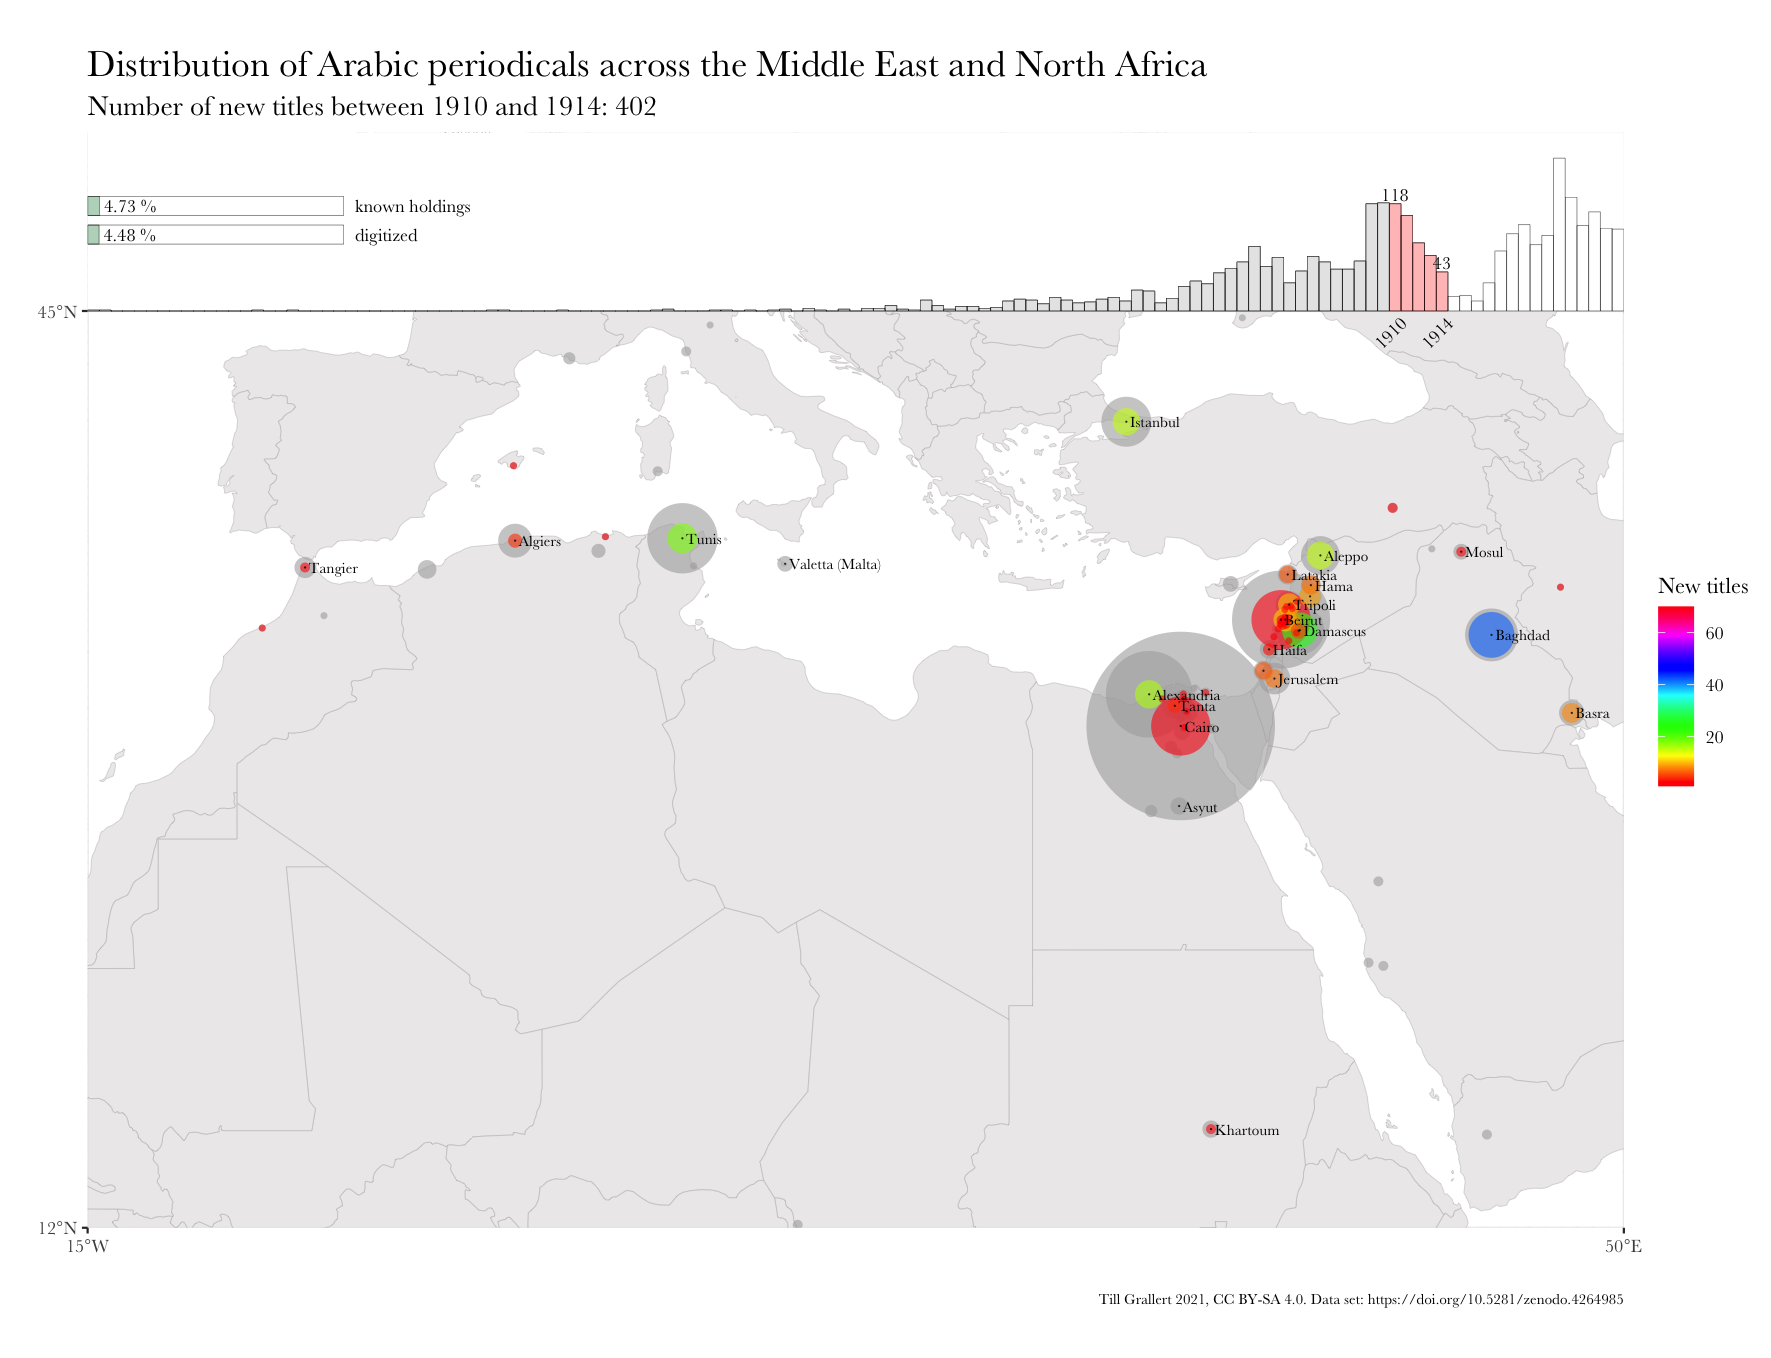 Distribution of Arabic periodicals across the Middle East and North Africa
Number of new titles between 1910 and 1914: 402
4.73 %
known holdings
4.48 %
digitized
118
43
1910
1914
45°N
Istanbul
Algiers
Tunis
Tangier
Valetta (Malta)
Aleppo
Mosul
Latakia
Hama
Tripoli
Beirut
Damascus
Baghdad
Haifa
Jerusalem
Alexandria
Tanta
Cairo
Basra
Asyut
Khartoum
New titles
60
40
20
12°N
15°W
50°E
Till Grallert 2021, CC BY-SA 4.0. Data set: https://doi.org/10.5281/zenodo.4264985